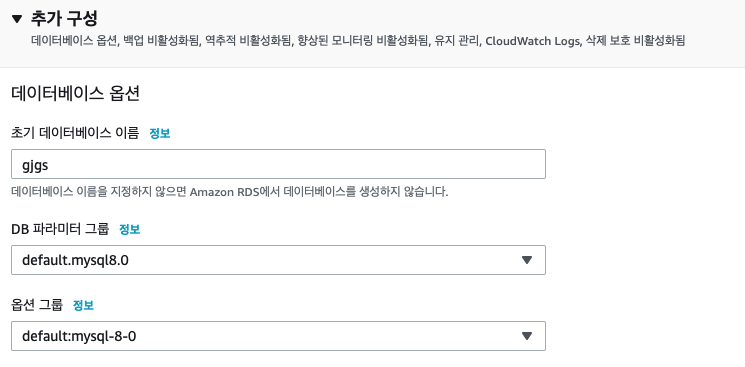 추가 구성
데이터베이스 옵션, 백업 비활성화됨, 역추적 비활성화됨, 향상된 모니터링 비활성화됨, 유지 관리, CloudWatch Logs, 삭제 보호 비활성화됨
데이터베이스 옵션
초기 데이터베이스 이름 정보
gjgs
데이터베이스 이름을 지정하지 않으면 Amazon RDS에서 데이터베이스를 생성하지 않습니다.
DB 파라미터 그룹 정보
default.mysql8.0
옵션 그룹 정보
default:mysql-8-0